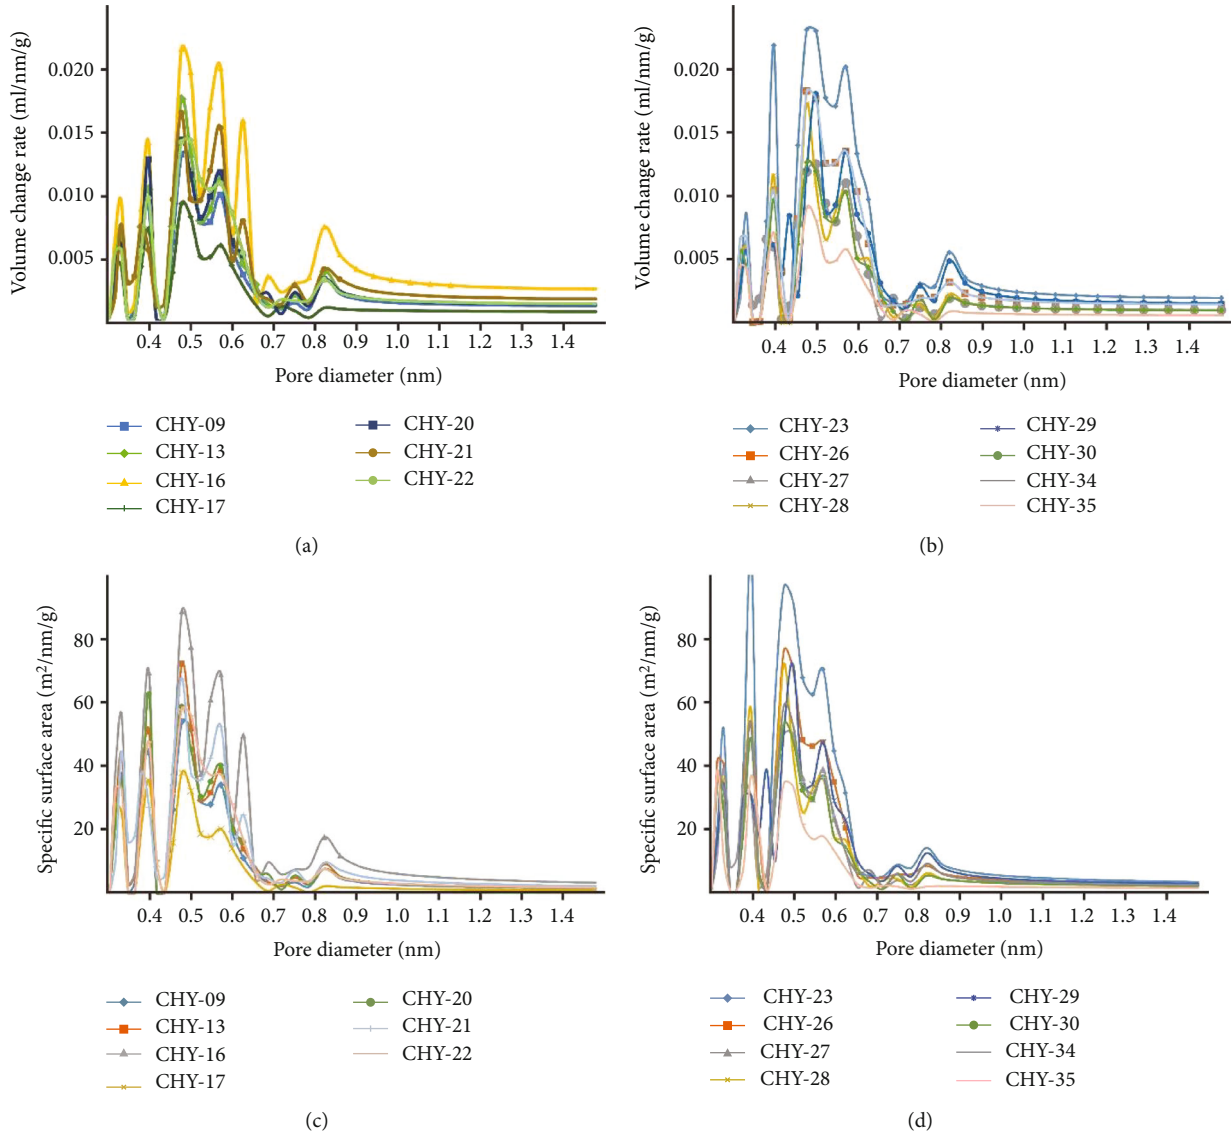 Volume change rate (ml/nm/g)
0.020
0.015
0.010
0.005
0.4 0.5 0.6 0.7 0.8 0.9 1.0 1.1 1.2 1.3 1.4
Pore diameter (nm)
CHY-09
CHY-13
CHY-16
CHY-17
CHY-20
CHY-21
CHY-22
(a)
Volume change rate (ml/nm/g)
0.020
0.015
0.010
0.005
0.4 0.5 0.6 0.7 0.8 0.9 1.0 1.1 1.2 1.3 1.4
Pore diameter (nm)
CHY-23
CHY-26
CHY-27
CHY-28
CHY-29
CHY-30
CHY-34
CHY-35
(b)
Specific surface area (m²/nm/g)
80
60
40
20
0.4 0.5 0.6 0.7 0.8 0.9 1.0 1.1 1.2 1.3 1.4
Pore diameter (nm)
CHY-09
CHY-13
CHY-16
CHY-17
CHY-20
CHY-21
CHY-22
(c)
Specific surface area (m²/nm/g)
80
60
40
20
0.4 0.5 0.6 0.7 0.8 0.9 1.0 1.1 1.2 1.3 1.4
Pore diameter (nm)
CHY-23
CHY-26
CHY-27
CHY-28
CHY-29
CHY-30
CHY-34
CHY-35
(d)